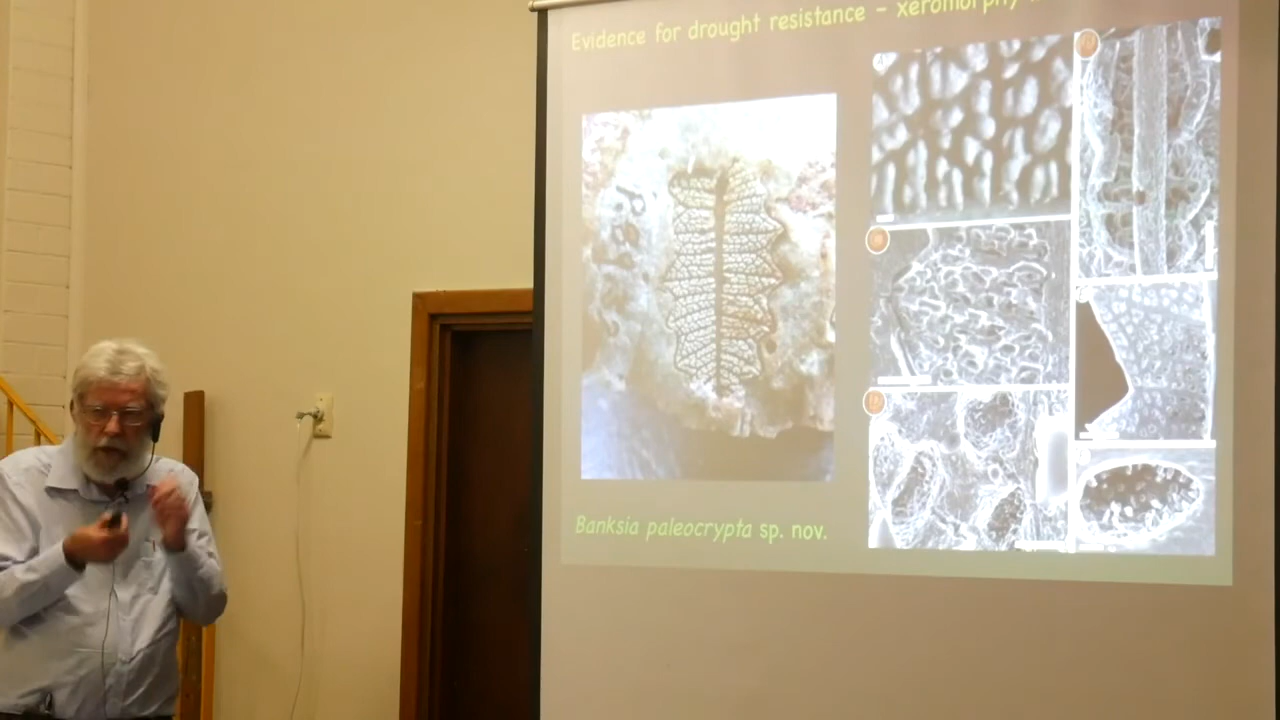 Evidence for drought resistance – xeromorphy
Banksia paleocrypta sp. nov.